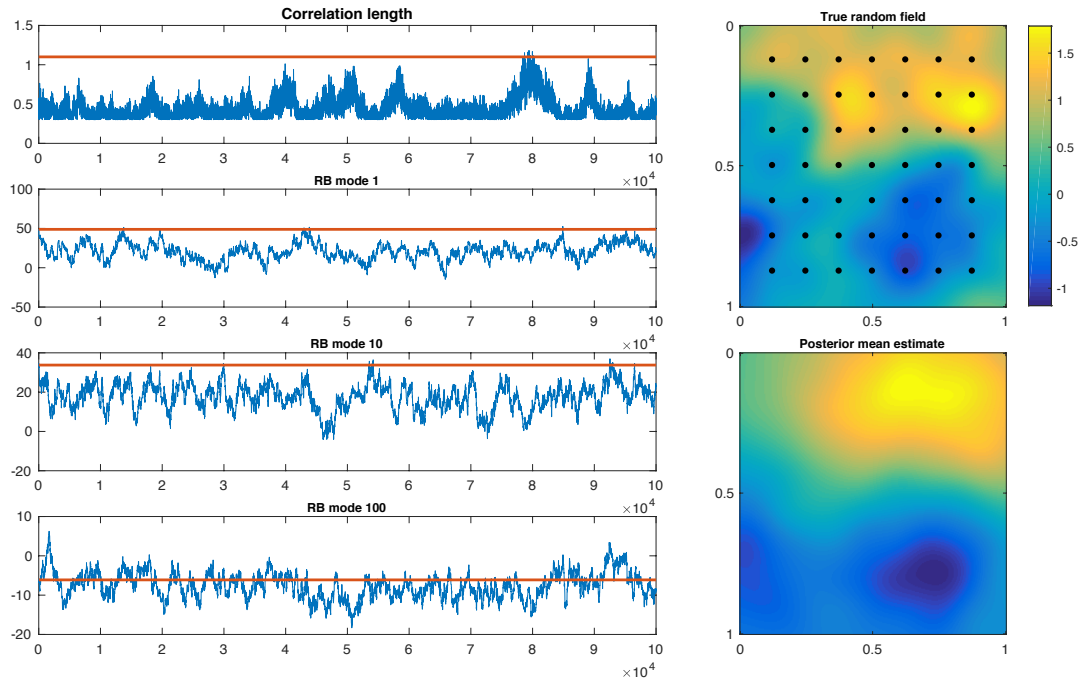 Correlation length
1.5
1
0.5
0
0 1 2 3 4 5 6 7 8 9 10
×10^4
RB mode 1
100
50
0
-50
0 1 2 3 4 5 6 7 8 9 10
×10^4
RB mode 10
40
20
0
-20
0 1 2 3 4 5 6 7 8 9 10
×10^4
RB mode 100
10
0
-10
-20
0 1 2 3 4 5 6 7 8 9 10
×10^4
True random field
0
0.5
1
0 0.5 1
1.5
1
0.5
0
-0.5
-1
Posterior mean estimate
0
0.5
1
0 0.5 1